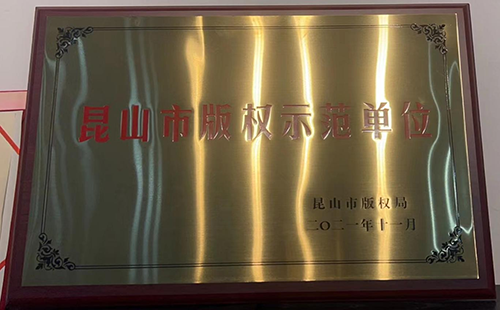 昆山市版权示范单位
昆山市版权局
二〇二一年十一月